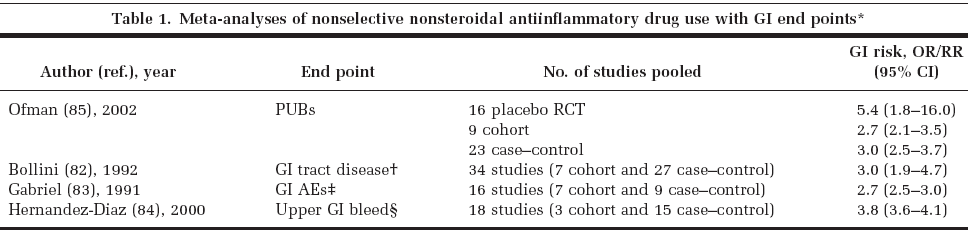 Table 1. Meta-analyses of nonselective nonsteroidal antiinflammatory drug use with GI end points*
GI risk, OR/RR
Author (ref.), year End point No. of studies pooled (95% CI)
Ofman (85), 2002 PUBs 16 placebo RCT 5.4 (1.8–16.0)
9 cohort 2.7 (2.1–3.5)
23 case–control 3.0 (2.5–3.7)
Bollini (82), 1992 GI tract disease† 34 studies (7 cohort and 27 case–control) 3.0 (1.9–4.7)
Gabriel (83), 1991 GI AEs‡ 16 studies (7 cohort and 9 case–control) 2.7 (2.5–3.0)
Hernandez-Diaz (84), 2000 Upper GI bleed§ 18 studies (3 cohort and 15 case–control) 3.8 (3.6–4.1)